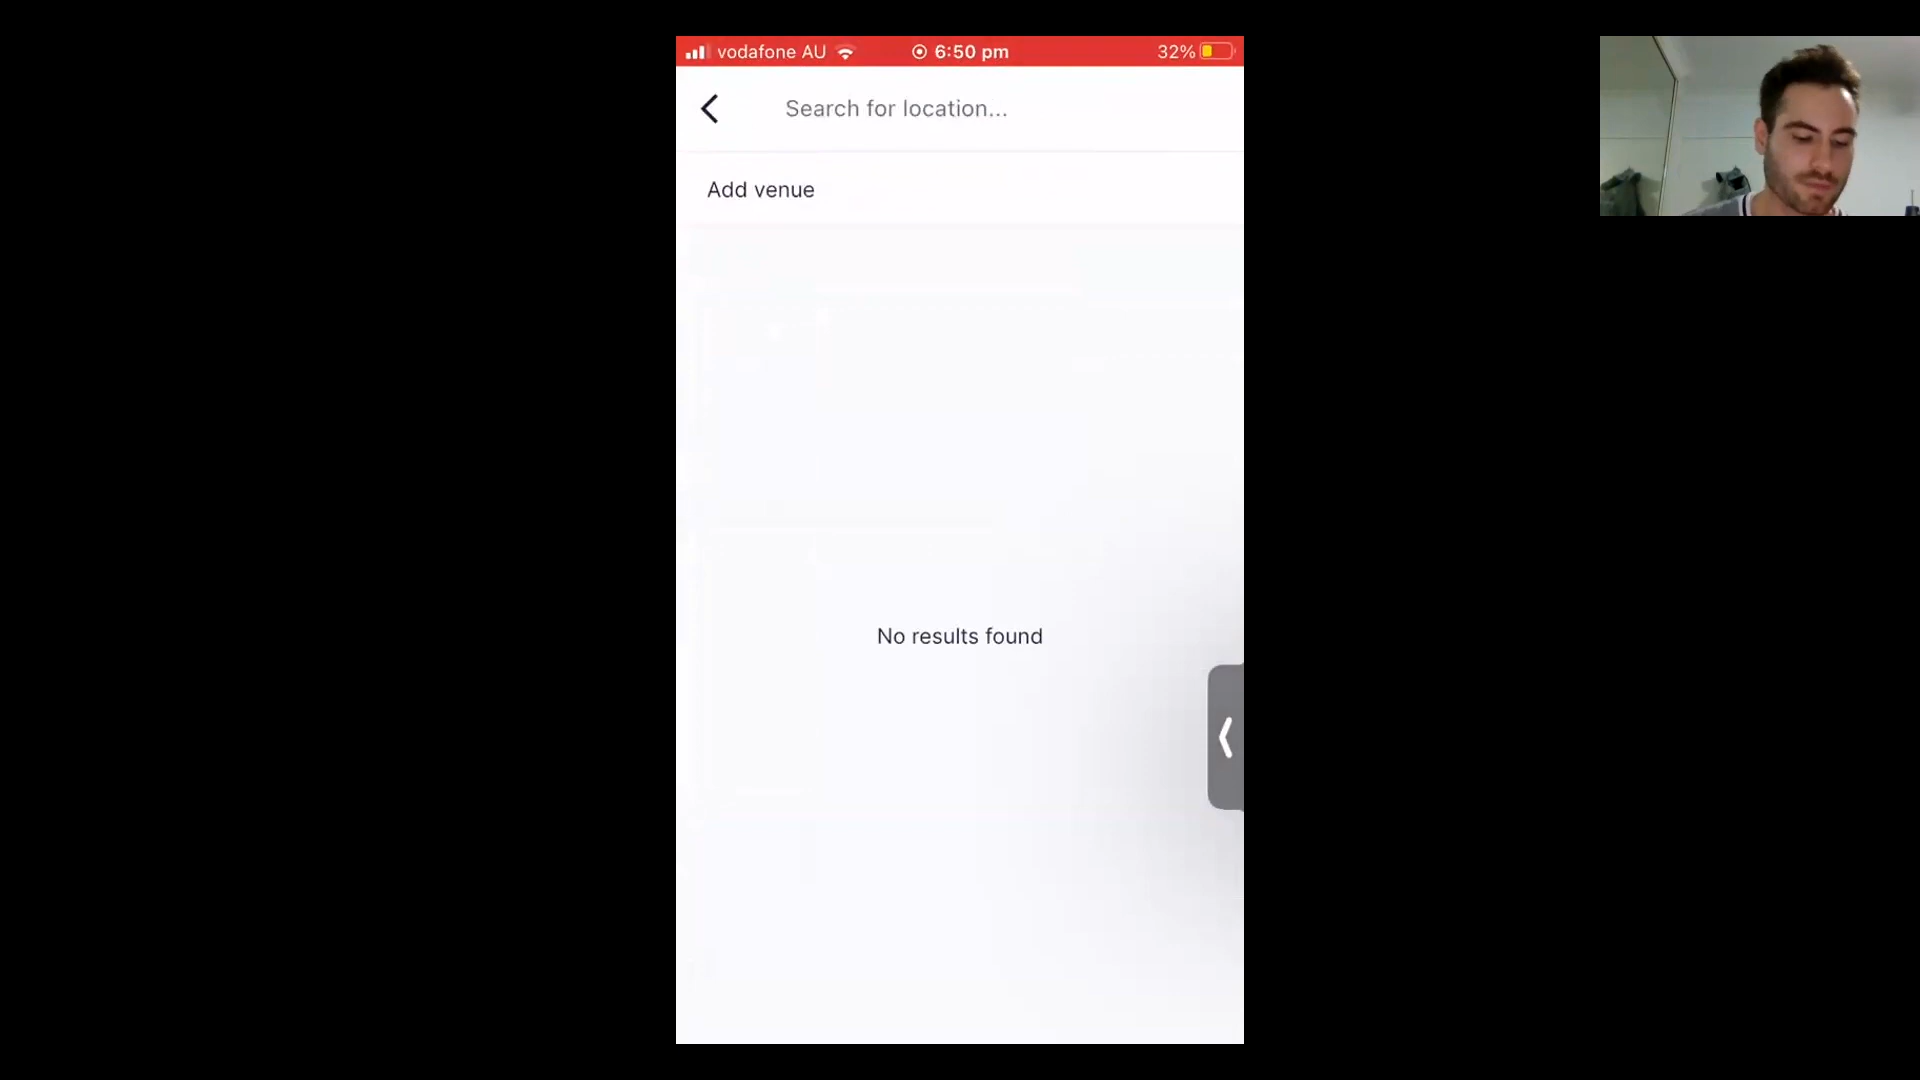 vodafone AU 6:50 pm 32%
Search for location...
Add venue
No results found